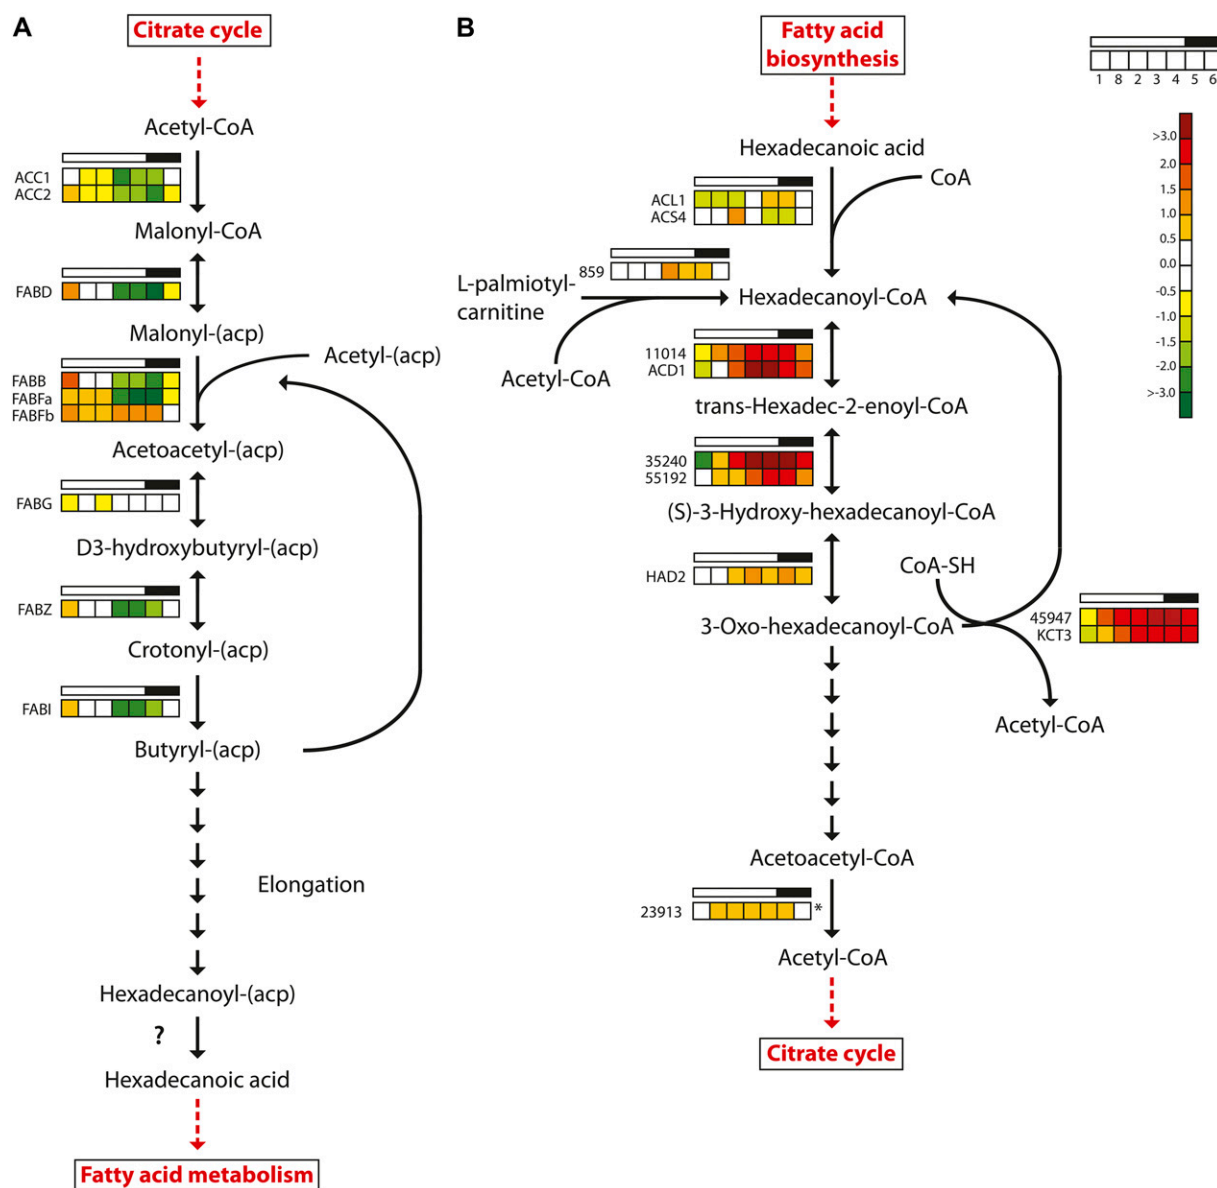 A
Citrate cycle
Acetyl-CoA
ACC1
ACC2
Malonyl-CoA
FABD
Malonyl-(acp)
Acetyl-(acp)
FABB
FABFa
FABFb
Acetoacetyl-(acp)
FABG
D3-hydroxybutyryl-(acp)
FABZ
Crotonyl-(acp)
FABI
Butyryl-(acp)
Elongation
Hexadecanoyl-(acp)
?
Hexadecanoic acid
Fatty acid metabolism
B
Fatty acid
biosynthesis
Hexadecanoic acid
CoA
ACL1
ACS4
859
L-palmiotyl-
carnitine
Hexadecanoyl-CoA
Acetyl-CoA
11014
ACD1
trans-Hexadec-2-enoyl-CoA
35240
55192
(S)-3-Hydroxy-hexadecanoyl-CoA
HAD2
CoA-SH
3-Oxo-hexadecanoyl-CoA
45947
KCT3
Acetyl-CoA
Acetoacetyl-CoA
23913 *
Acetyl-CoA
Citrate cycle
1 8 2 3 4 5 6
>3.0
2.0
1.5
1.0
0.5
0.0
-0.5
-1.0
-1.5
-2.0
>-3.0